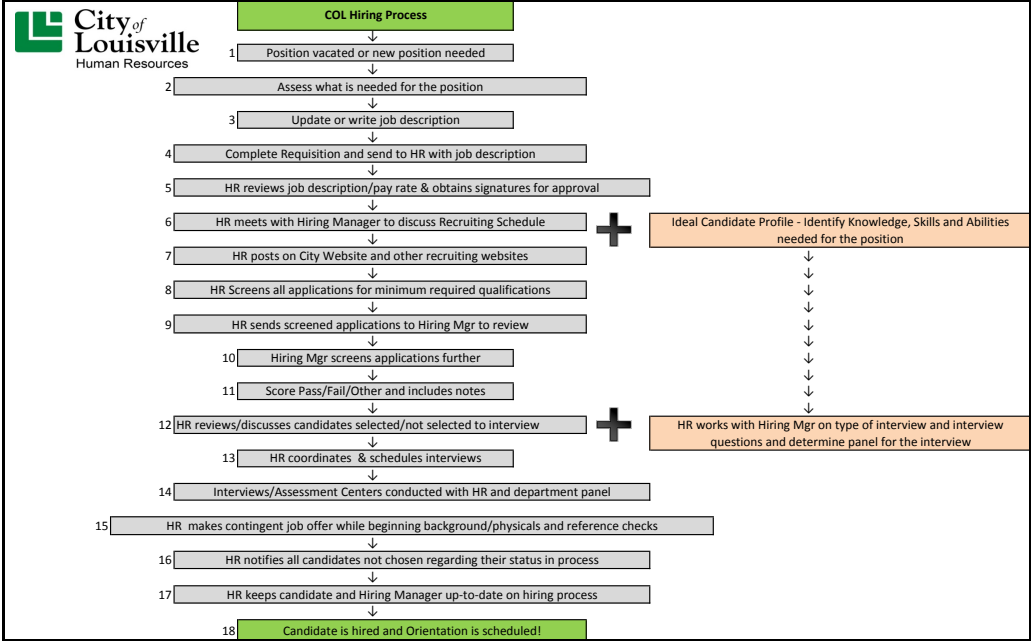 City of
Louisville
Human Resources
COL Hiring Process
1 Position vacated or new position needed
2 Assess what is needed for the position
3 Update or write job description
4 Complete Requisition and send to HR with job description
5 HR reviews job description/pay rate & obtains signatures for approval
6 HR meets with Hiring Manager to discuss Recruiting Schedule
Ideal Candidate Profile - Identify Knowledge, Skills and Abilities
needed for the position
7 HR posts on City Website and other recruiting websites
8 HR Screens all applications for minimum required qualifications
9 HR sends screened applications to Hiring Mgr to review
10 Hiring Mgr screens applications further
11 Score Pass/Fail/Other and includes notes
12 HR reviews/discusses candidates selected/not selected to interview
HR works with Hiring Mgr on type of interview and interview
questions and determine panel for the interview
13 HR coordinates & schedules interviews
14 Interviews/Assessment Centers conducted with HR and department panel
15 HR makes contingent job offer while beginning background/physicals and reference checks
16 HR notifies all candidates not chosen regarding their status in process
17 HR keeps candidate and Hiring Manager up-to-date on hiring process
18 Candidate is hired and Orientation is scheduled!